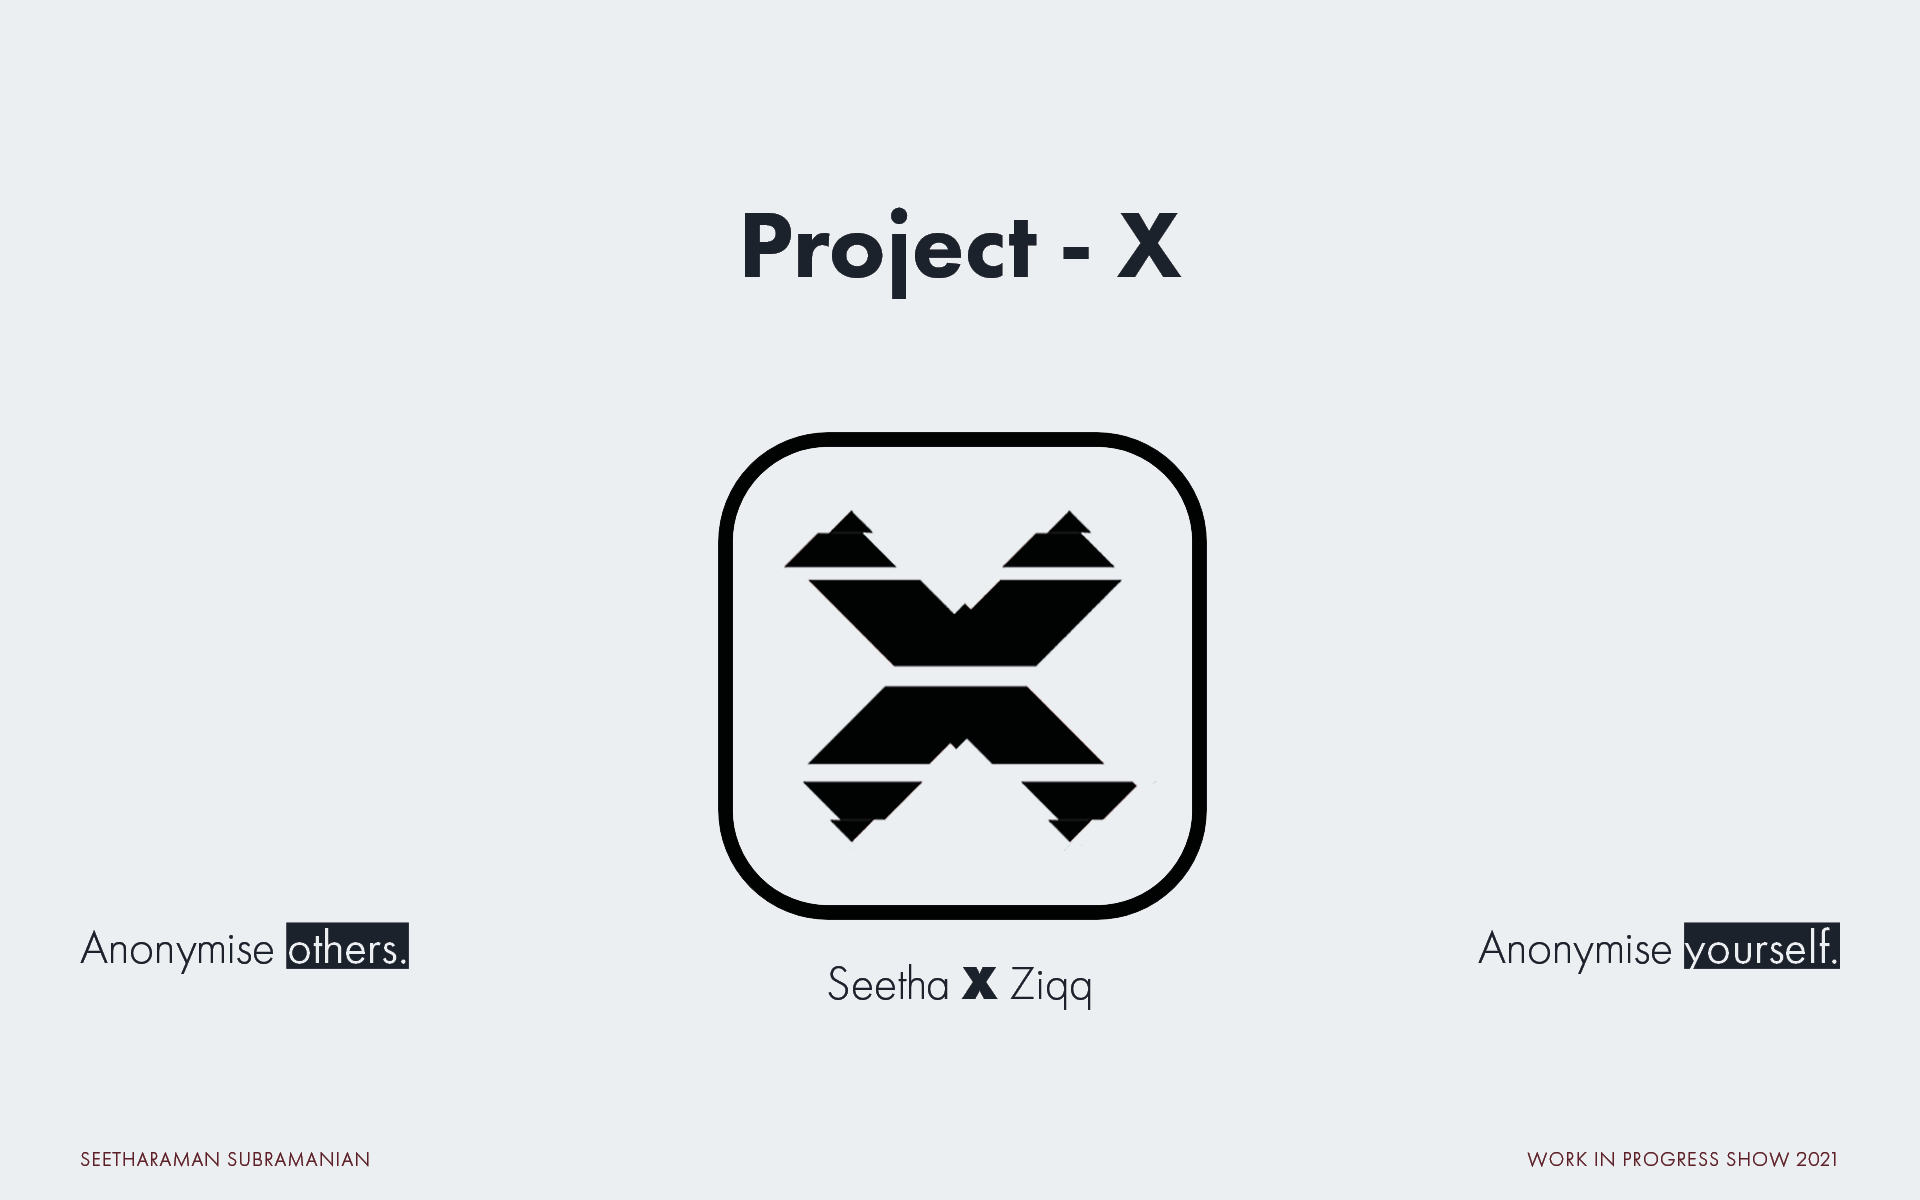 Project - X
Anonymise others.
Anonymise yourself.
Seetha X Ziqq
SEETHARAMAN SUBRAMANIAN
WORK IN PROGRESS SHOW 2021